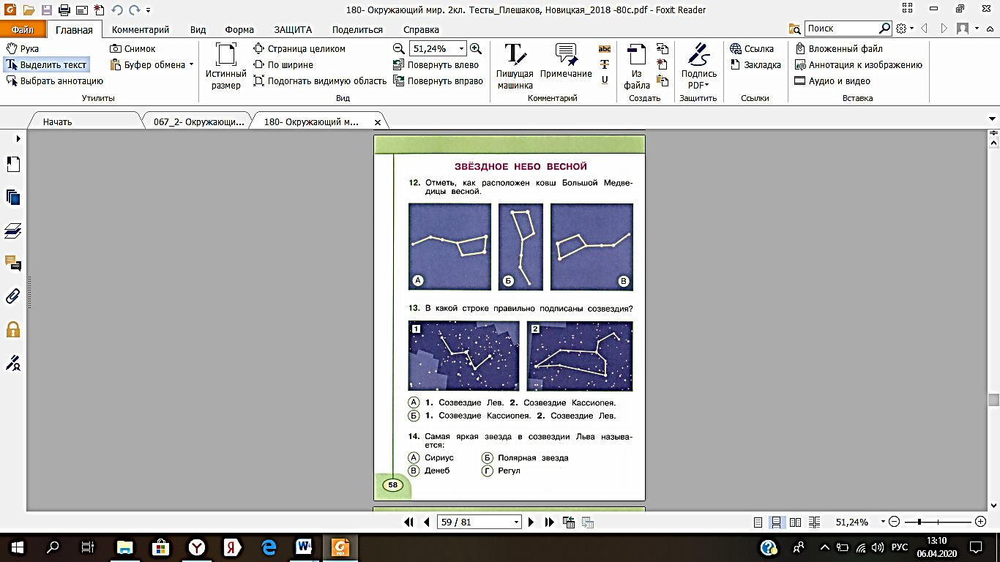 180- Окружающий мир. 2кл. Тесты_Плешаков, Новицкая_2018 -80с.pdf - Foxit Reader
Файл Главная Комментарий Вид Форма ЗАЩИТА Поделиться Справка Поиск
Рука
Выделить текст
Выбрать аннотацию
Снимок
Буфер обмена
Утилиты
Истинный размер
Страница целиком
По ширине
Подогнать видимую область
51,24%
Повернуть влево
Повернуть вправо
Вид
Пишущая машинка
Примечание
abc
T
U
Комментарий
Из файла
Создать
Подпись PDF
Защитить
Ссылка
Закладка
Ссылки
Вложенный файл
Аннотация к изображению
Аудио и видео
Вставка
Начать 067_2- Окружающи... 180- Окружающий м...
ЗВЁЗДНОЕ НЕБО ВЕСНОЙ
12. Отметь, как расположен ковш Большой Медве-
дицы весной.
А Б В
13. В какой строке правильно подписаны созвездия?
1 2
А 1. Созвездие Лев. 2. Созвездие Кассиопея.
Б 1. Созвездие Кассиопея. 2. Созвездие Лев.
14. Самая яркая звезда в созвездии Льва называ-
ется:
А Сириус Б Полярная звезда
В Денеб Г Регул
58
59 / 81 51,24%
РУС 13:10
06.04.2020